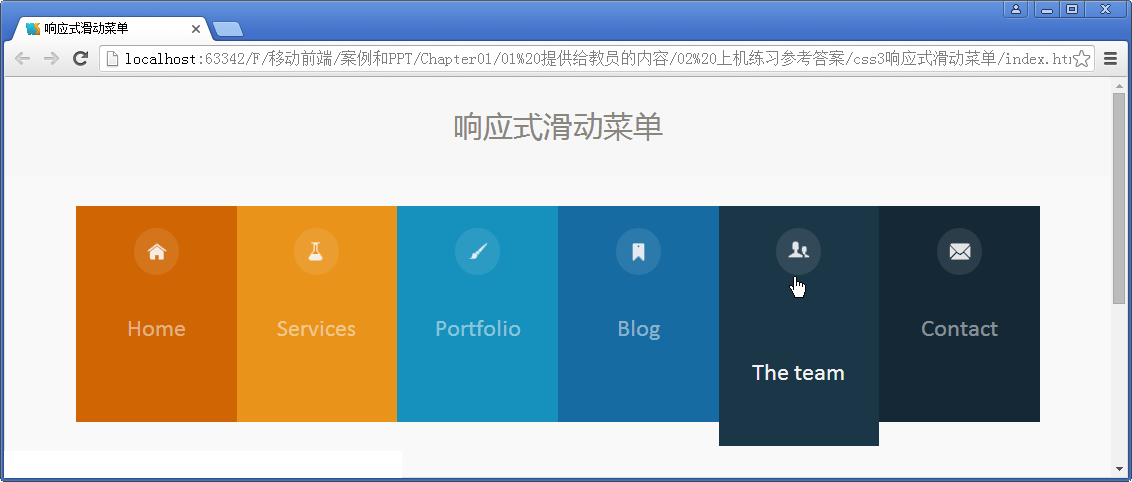 响应式滑动菜单
localhost:63342/F/移动前端/案例和PPT/Chapter01/01%20提供给教员的内容/02%20上机练习参考答案/css3响应式滑动菜单/index.htm
响应式滑动菜单
Home
Services
Portfolio
Blog
The team
Contact